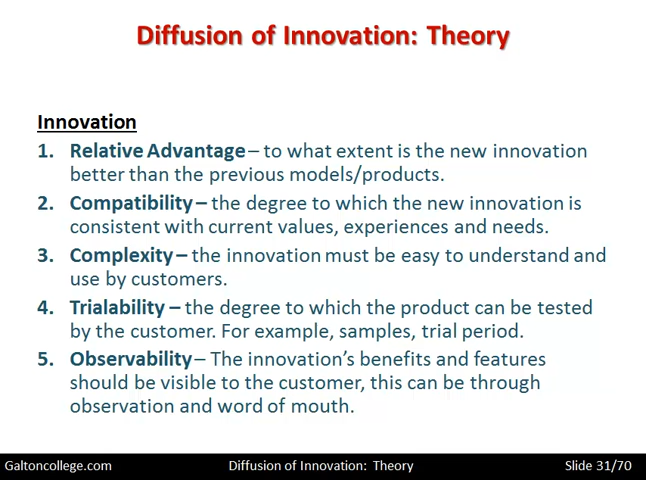 Diffusion of Innovation: Theory
Innovation
1. Relative Advantage – to what extent is the new innovation
better than the previous models/products.
2. Compatibility – the degree to which the new innovation is
consistent with current values, experiences and needs.
3. Complexity – the innovation must be easy to understand and
use by customers.
4. Trialability – the degree to which the product can be tested
by the customer. For example, samples, trial period.
5. Observability – The innovation's benefits and features
should be visible to the customer, this can be through
observation and word of mouth.
Galtoncollege.com Diffusion of Innovation: Theory Slide 31/70